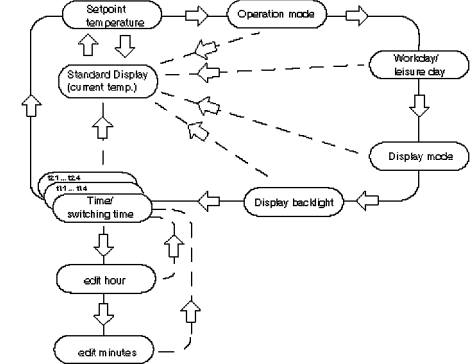 Setpoint
temperature
Operation mode
Workday/
leisure day
Standard Display
(current temp.)
Display mode
t2.1 ... t2.4
t1.1 ... t1.4
Time/
switching time
Display backlight
edit hour
edit minutes